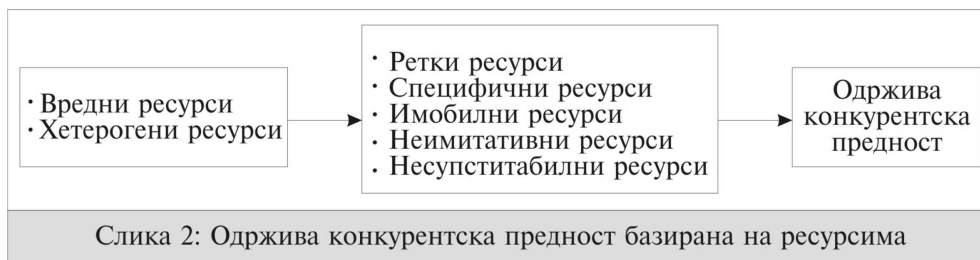 · Вредни ресурси
· Хетерогени ресурси
· Ретки ресурси
· Специфични ресурси
· Имобилни ресурси
· Неимитативни ресурси
· Несупститабилни ресурси
Одржива
конкурентска
предност
Слика 2: Одржива конкурентска предност базирана на ресурсима